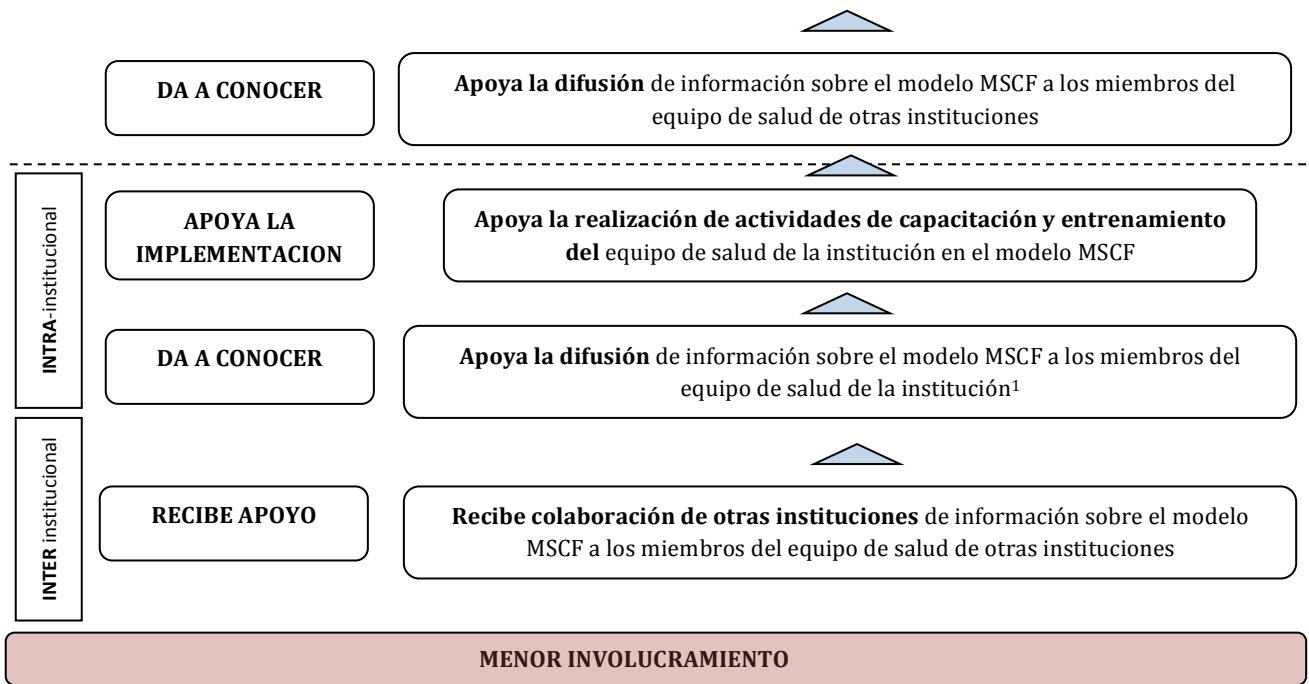 DA A CONOCER
Apoya la difusión de información sobre el modelo MSCF a los miembros del
equipo de salud de otras instituciones
INTRA-institucional
APOYA LA
IMPLEMENTACION
Apoya la realización de actividades de capacitación y entrenamiento
del equipo de salud de la institución en el modelo MSCF
DA A CONOCER
Apoya la difusión de información sobre el modelo MSCF a los miembros del
equipo de salud de la institución1
INTER institucional
RECIBE APOYO
Recibe colaboración de otras instituciones de información sobre el modelo
MSCF a los miembros del equipo de salud de otras instituciones
MENOR INVOLUCRAMIENTO